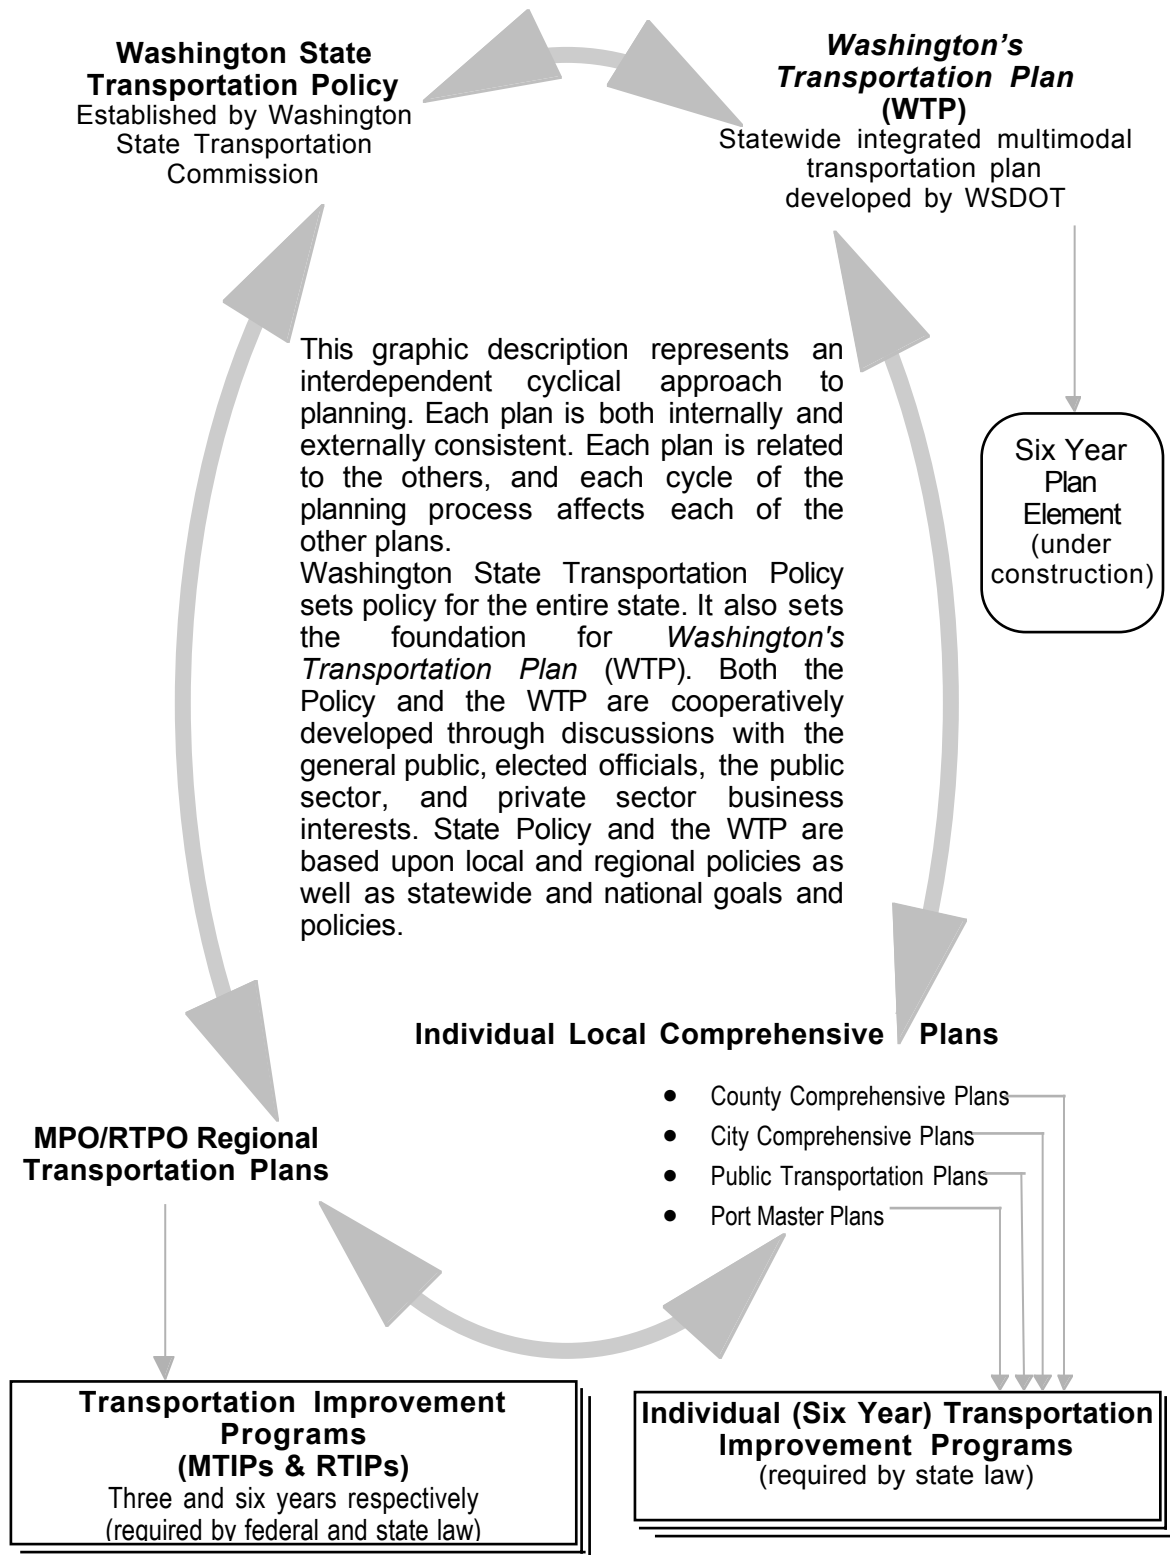 Washington State
Transportation Policy
Established by Washington
State Transportation
Commission
Washington's
Transportation Plan
(WTP)
Statewide integrated multimodal
transportation plan
developed by WSDOT
This graphic description represents an
interdependent cyclical approach to
planning. Each plan is both internally and
externally consistent. Each plan is related
to the others, and each cycle of the
planning process affects each of the
other plans.
Washington State Transportation Policy
sets policy for the entire state. It also sets
the foundation for Washington's
Transportation Plan (WTP). Both the
Policy and the WTP are cooperatively
developed through discussions with the
general public, elected officials, the public
sector, and private sector business
interests. State Policy and the WTP are
based upon local and regional policies as
well as statewide and national goals and
policies.
Six Year
Plan
Element
(under
construction)
Individual Local Comprehensive Plans
• County Comprehensive Plans
• City Comprehensive Plans
• Public Transportation Plans
• Port Master Plans
MPO/RTPO Regional
Transportation Plans
Transportation Improvement
Programs
(MTIPs & RTIPs)
Three and six years respectively
(required by federal and state law)
Individual (Six Year) Transportation
Improvement Programs
(required by state law)